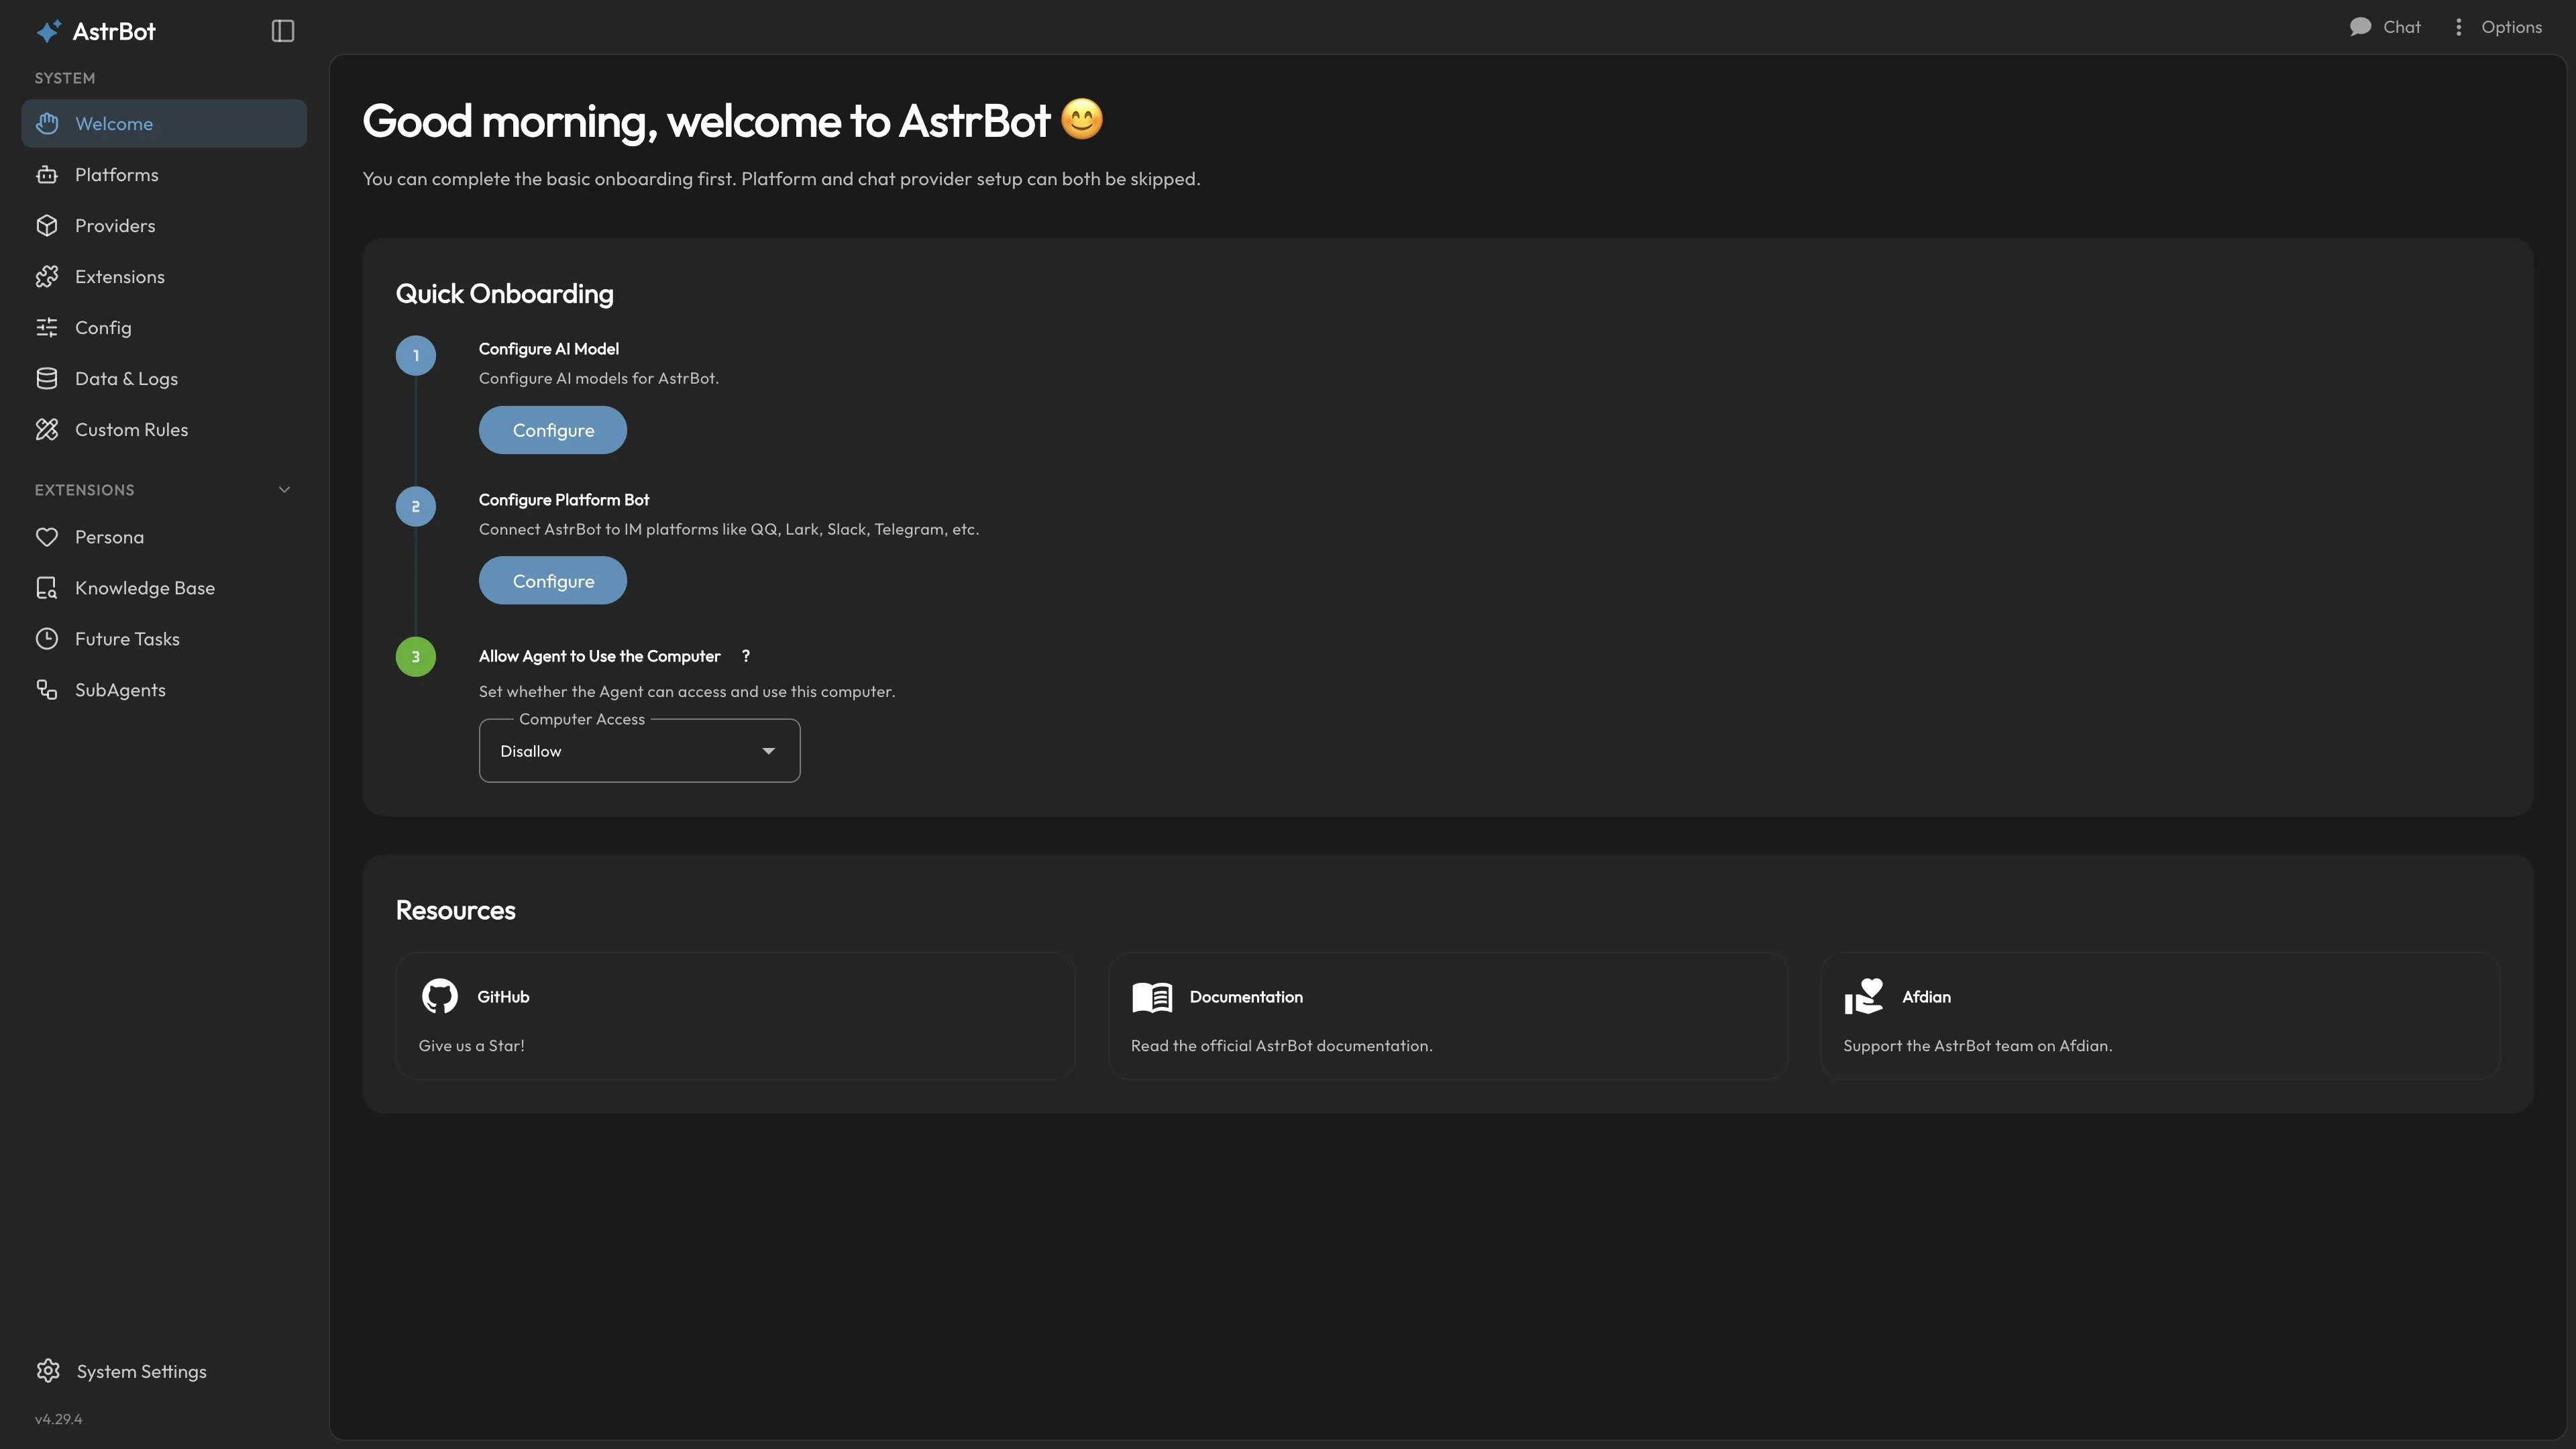 AstrBot
Chat
Options
SYSTEM
Welcome
Platforms
Providers
Extensions
Config
Data & Logs
Custom Rules
EXTENSIONS
Persona
Knowledge Base
Future Tasks
SubAgents
System Settings
v4.29.4
Good morning, welcome to AstrBot 😊
You can complete the basic onboarding first. Platform and chat provider setup can both be skipped.
Quick Onboarding
1
Configure AI Model
Configure AI models for AstrBot.
Configure
2
Configure Platform Bot
Connect AstrBot to IM platforms like QQ, Lark, Slack, Telegram, etc.
Configure
3
Allow Agent to Use the Computer ?
Set whether the Agent can access and use this computer.
Computer Access
Disallow
Resources
GitHub
Give us a Star!
Documentation
Read the official AstrBot documentation.
Afdian
Support the AstrBot team on Afdian.